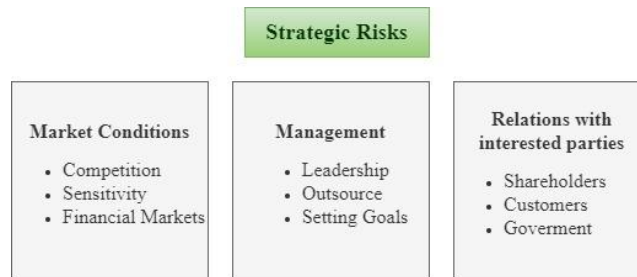 Strategic Risks
Market Conditions
Competition
Sensitivity
Financial Markets
Management
Leadership
Outsource
Setting Goals
Relations with
interested parties
Shareholders
Customers
Goverment